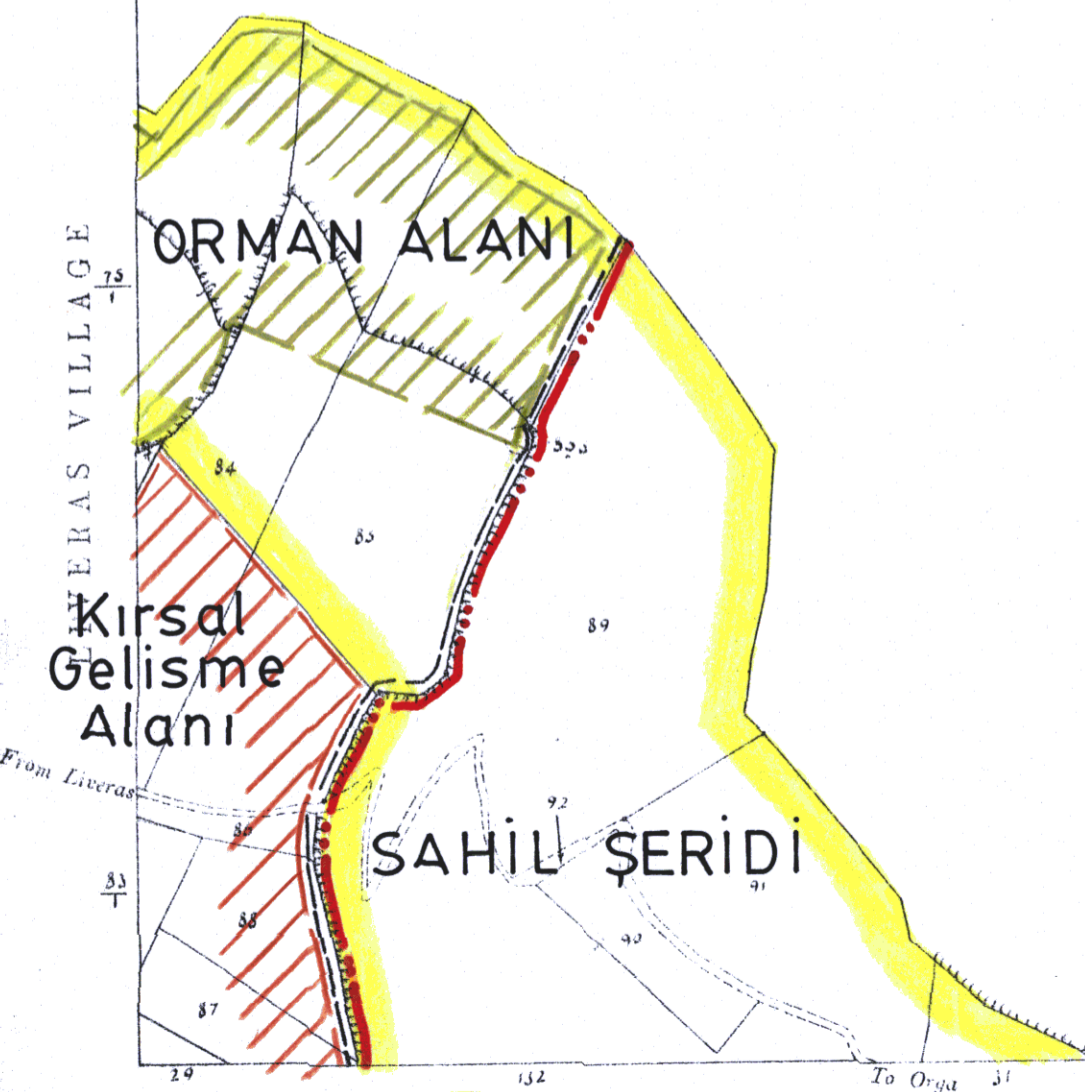 ORMAN ALANI
75
1
LIVERAS VILLAGE
84
85
89
Kırsal
Gelisme
Alanı
From Liveras
92
SAHİL ŞERİDİ
91
83
1
88
90
87
29
132
To Orga
31